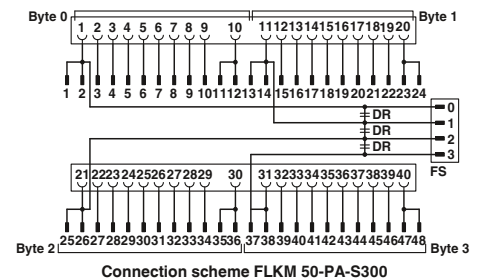 Byte 0 Byte 1
1 2 3 4 5 6 7 8 9 10 11 12 13 14 15 16 17 18 19 20
1 2 3 4 5 6 7 8 9 10 11 12 13 14 15 16 17 18 19 20 21 22 23 24
0
DR
1
DR
2
DR
3
FS
21 22 23 24 25 26 27 28 29 30 31 32 33 34 35 36 37 38 39 40
25 26 27 28 29 30 31 32 33 34 35 36 37 38 39 40 41 42 43 44 45 46 47 48
Byte 2 Byte 3
Connection scheme FLKM 50-PA-S300